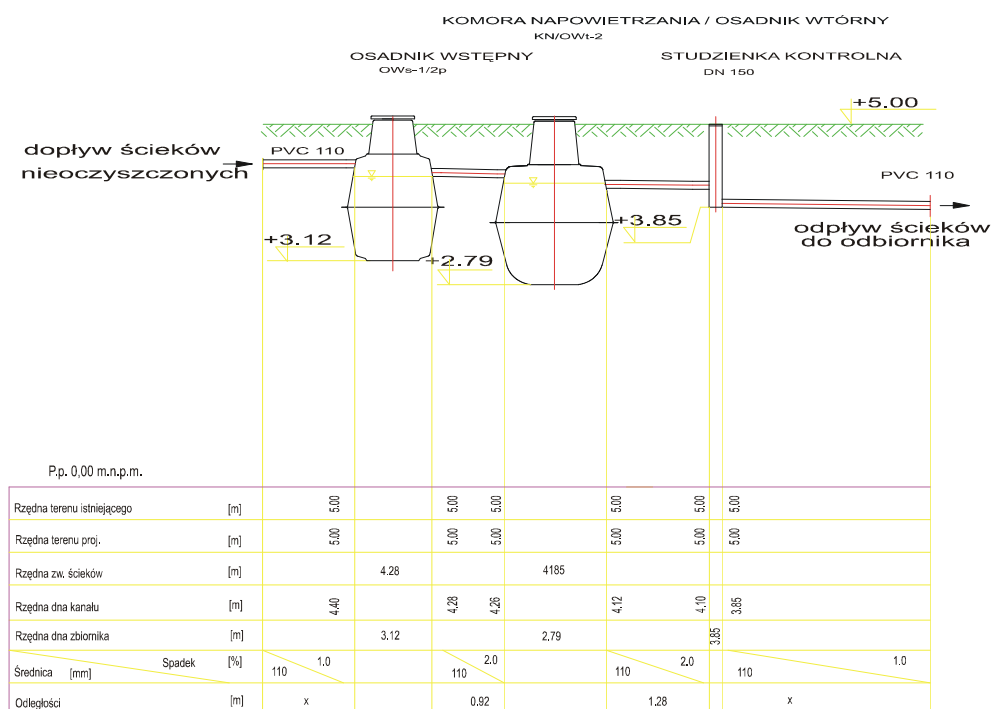 KOMORA NAPOWIETRZANIA / OSADNIK WTÓRNY
KN/OWt-2
OSADNIK WSTĘPNY
OWs-1/2p
STUDZIENKA KONTROLNA
DN 150
+5.00
dopływ ścieków
nieoczyszczonych
PVC 110
PVC 110
+3.85
odpływ ścieków
do odbiornika
+3.12
+2.79
P.p. 0,00 m.n.p.m.
Rzędna terenu istniejącego [m] 5.00 5.00 5.00 5.00 5.00 5.00
Rzędna terenu proj. [m] 5.00 5.00 5.00 5.00 5.00 5.00
Rzędna zw. ścieków [m] 4.28 4185
Rzędna dna kanału [m] 4.40 4.28 4.26 4.12 4.10 3.85
Rzędna dna zbiornika [m] 3.12 2,79 3.85
Spadek [%] 1.0 2.0 2.0 1.0
Średnica [mm] 110 110 110 110
Odległości [m] x 0.92 1.28 x